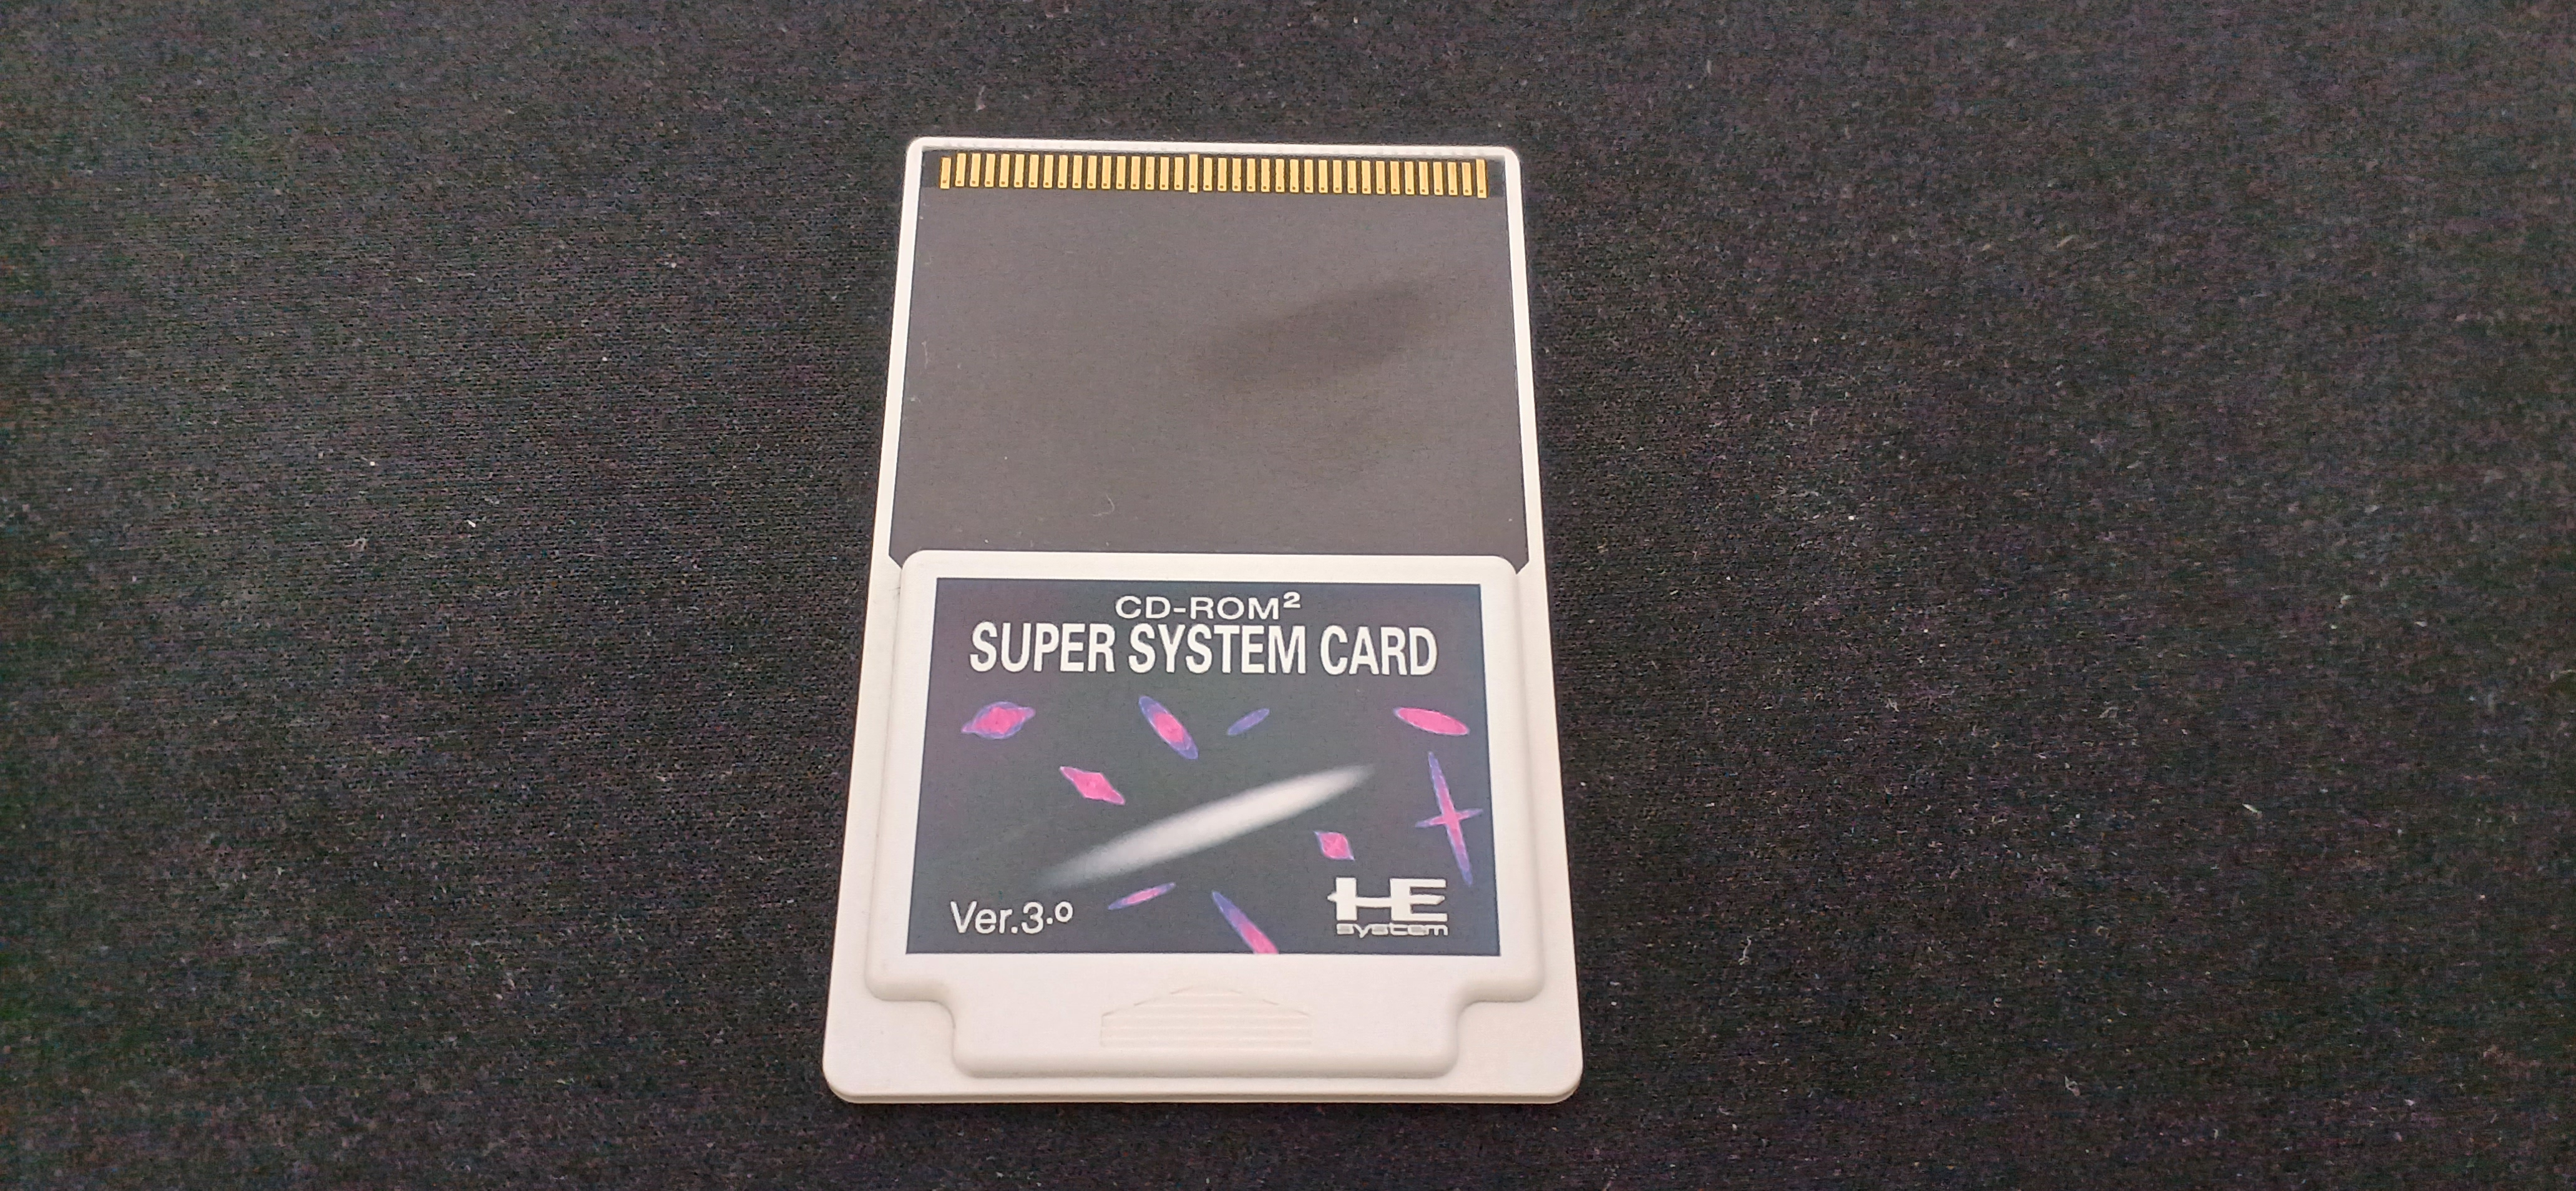 CD-ROM²
SUPER SYSTEM CARD
Ver.3.0
HE
system